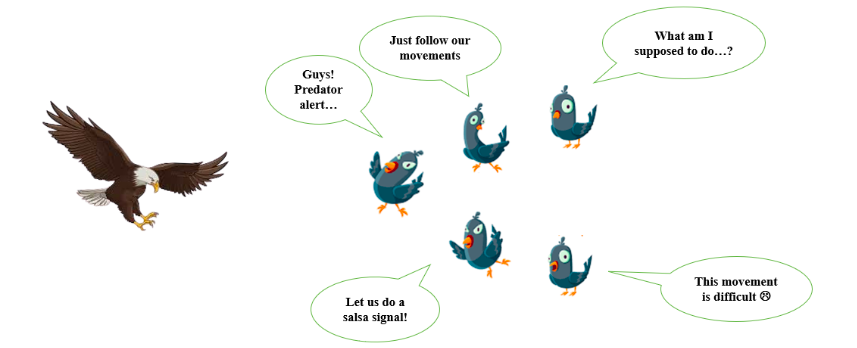 Guys!
Predator
alert…
Just follow our
movements
What am I
supposed to do…?
Let us do a
salsa signal!
This movement
is difficult ☹